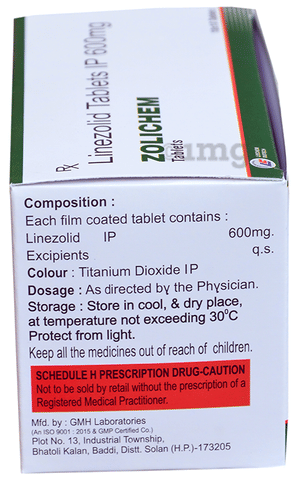 Rx
Linezolid Tablets IP 600mg
ZOLICHEM
Tablets
1mg
Composition :
Each film coated tablet contains :
Linezolid IP 600mg.
Excipients q.s.
Colour : Titanium Dioxide IP
Dosage : As directed by the Physician.
Storage : Store in cool, & dry place,
at temperature not exceeding 30°C
Protect from light.
Keep all the medicines out of reach of children.
SCHEDULE H PRESCRIPTION DRUG-CAUTION
Not to be sold by retail without the prescription of a
Registered Medical Practitioner.
Mfd. by : GMH Laboratories
(An ISO 9001 : 2015 & GMP Certified Co.)
Plot No. 13, Industrial Township,
Bhatoli Kalan, Baddi, Distt. Solan (H.P.)-173205